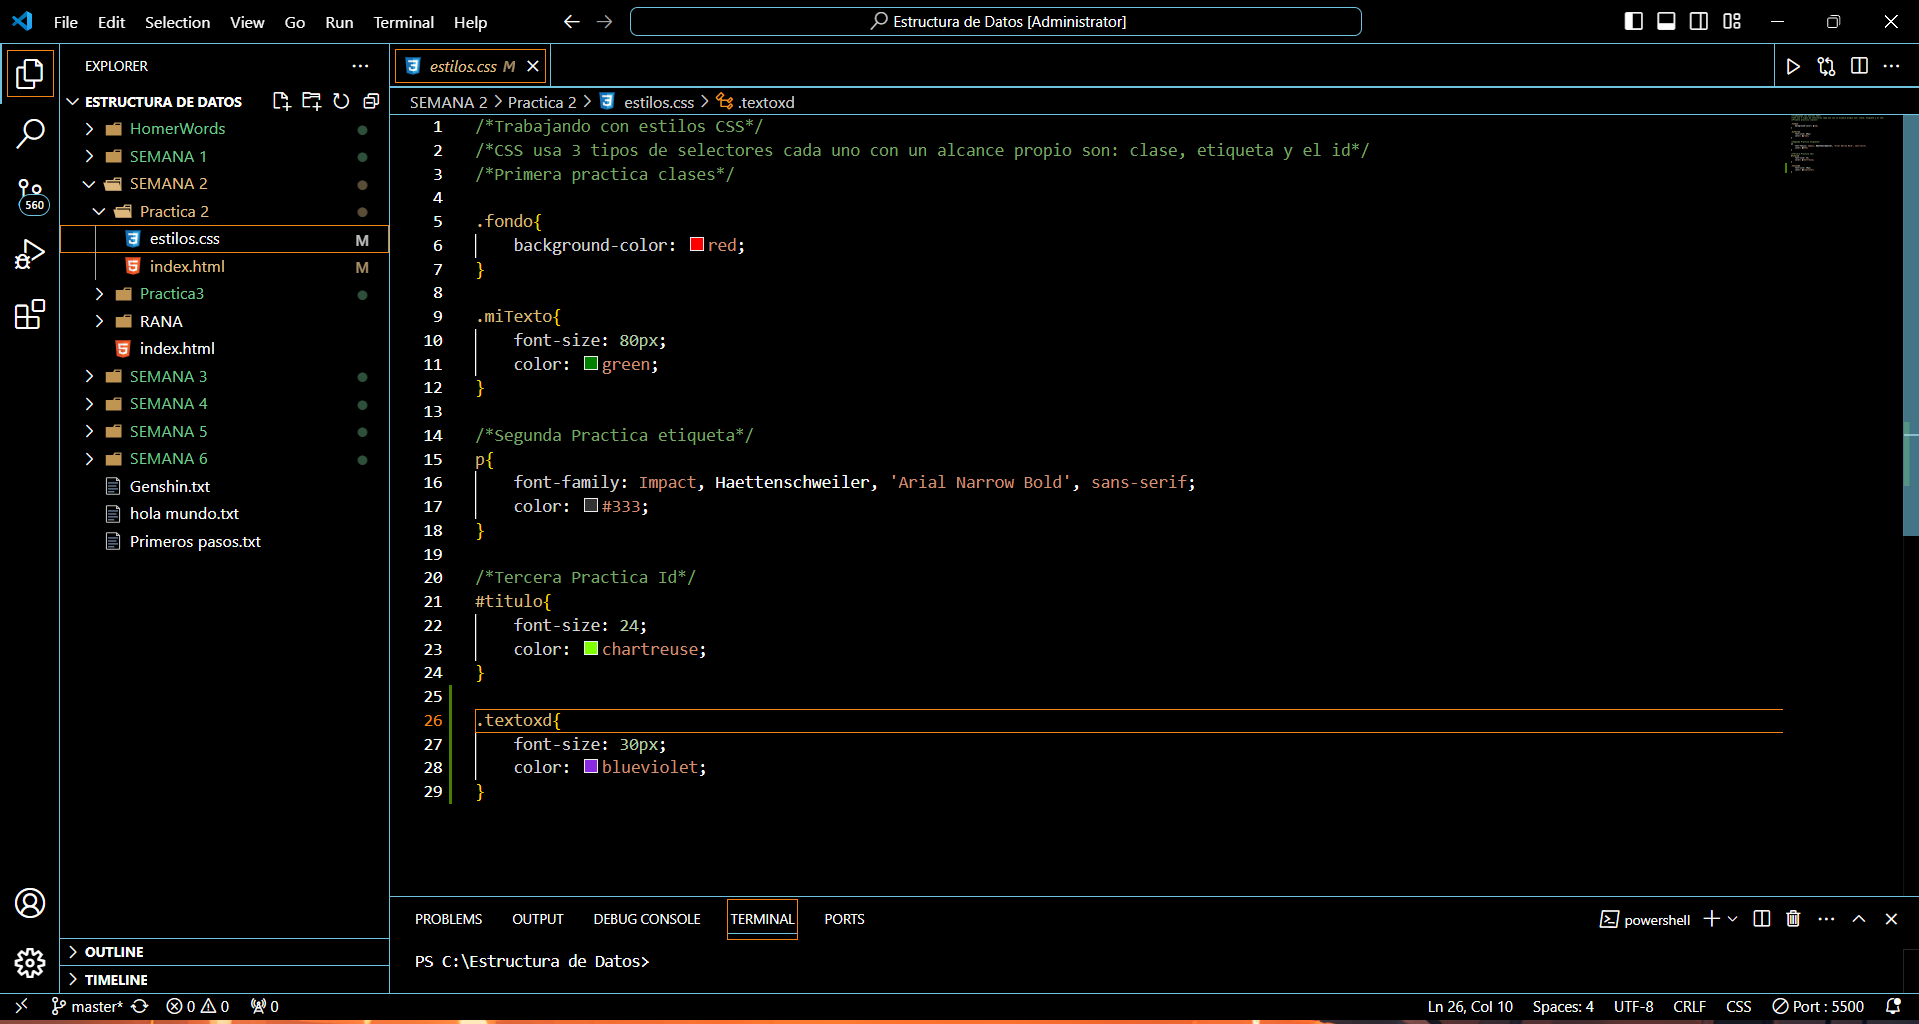 File Edit Selection View Go Run Terminal Help
Estructura de Datos [Administrator]
EXPLORER
ESTRUCTURA DE DATOS
HomerWords
SEMANA 1
SEMANA 2
Practica 2
estilos.css M
index.html M
Practica3
RANA
index.html
SEMANA 3
SEMANA 4
SEMANA 5
SEMANA 6
Genshin.txt
hola mundo.txt
Primeros pasos.txt
OUTLINE
TIMELINE
560
estilos.css M
SEMANA 2 > Practica 2 > estilos.css > .textoxd
1 /*Trabajando con estilos CSS*/
2 /*CSS usa 3 tipos de selectores cada uno con un alcance propio son: clase, etiqueta y el id*/
3 /*Primera practica clases*/
4
5 .fondo{
6 background-color: red;
7 }
8
9 .miTexto{
10 font-size: 80px;
11 color: green;
12 }
13
14 /*Segunda Practica etiqueta*/
15 p{
16 font-family: Impact, Haettenschweiler, 'Arial Narrow Bold', sans-serif;
17 color: #333;
18 }
19
20 /*Tercera Practica Id*/
21 #titulo{
22 font-size: 24;
23 color: chartreuse;
24 }
25
26 .textoxd{
27 font-size: 30px;
28 color: blueviolet;
29 }
PROBLEMS OUTPUT DEBUG CONSOLE TERMINAL PORTS
powershell
PS C:\Estructura de Datos>
master* 0 0 0
Ln 26, Col 10 Spaces: 4 UTF-8 CRLF CSS Port : 5500